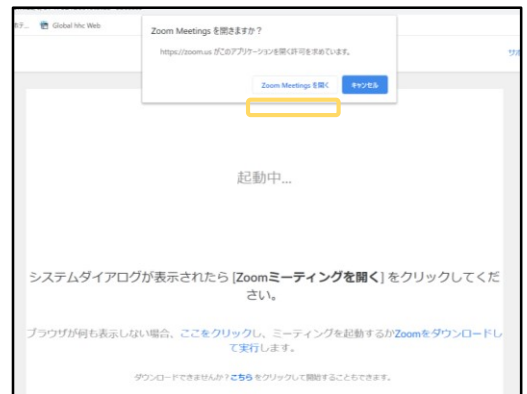 Global hhc Web
Zoom Meetings を開きますか？
https://zoom.us がこのアプリケーションを開く許可を求めています。
Zoom Meetings を開く キャンセル
起動中...
システムダイアログが表示されたら [Zoomミーティングを開く] をクリックしてくだ
さい。
ブラウザが何も表示しない場合、ここをクリックし、ミーティングを起動するかZoomをダウンロードし
て実行します。
ダウンロードできませんか？こちらをクリックして開始することもできます。